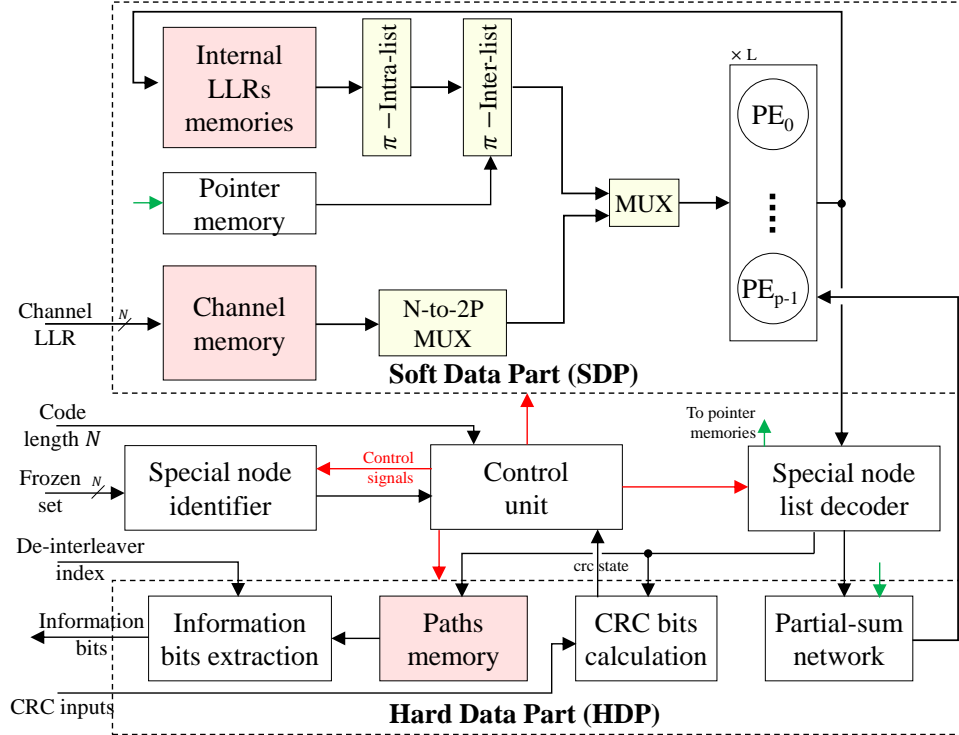 × L
Internal
LLRs
memories
π −Intra-list
π −Inter-list
PE0
Pointer
memory
MUX
PEp-1
Channel
LLR
N
Channel
memory
N-to-2P
MUX
Soft Data Part (SDP)
Code
length N
To pointer
memories
Frozen
set
N
Special node
identifier
Control
signals
Control
unit
Special node
list decoder
De-interleaver
index
crc state
Information
bits
Information
bits extraction
Paths
memory
CRC bits
calculation
Partial-sum
network
CRC inputs
Hard Data Part (HDP)